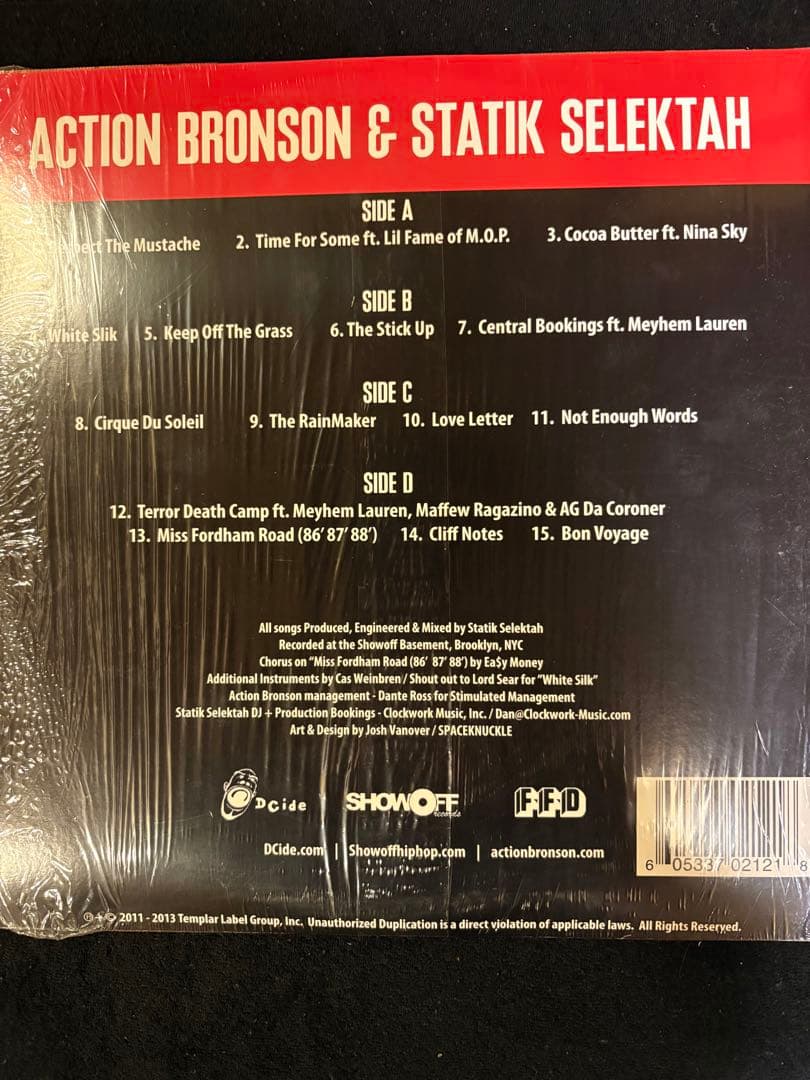 ACTION BRONSON & STATIK SELEKTAH
SIDE A
Respect The Mustache 2. Time For Some ft. Lil Fame of M.O.P. 3. Cocoa Butter ft. Nina Sky
SIDE B
4. White Slik 5. Keep Off The Grass 6. The Stick Up 7. Central Bookings ft. Meyhem Lauren
SIDE C
8. Cirque Du Soleil 9. The RainMaker 10. Love Letter 11. Not Enough Words
SIDE D
12. Terror Death Camp ft. Meyhem Lauren, Maffew Ragazino & AG Da Coroner
13. Miss Fordham Road (86' 87' 88') 14. Cliff Notes 15. Bon Voyage
All songs Produced, Engineered & Mixed by Statik Selektah
Recorded at the Showoff Basement, Brooklyn, NYC
Chorus on "Miss Fordham Road (86' 87' 88') by Ea$y Money
Additional Instruments by Cas Weinbren / Shout out to Lord Sear for "White Silk"
Action Bronson management - Dante Ross for Stimulated Management
Statik Selektah DJ + Production Bookings - Clockwork Music, Inc. / Dan@Clockwork-Music.com
Art & Design by Josh Vanover / SPACEKNUCKLE
DCide SHOWOFF records FFD
DCide.com | Showoffhiphop.com | actionbronson.com
6 05337 02121 8
℗ + © 2011 - 2013 Templar Label Group, Inc. Unauthorized Duplication is a direct violation of applicable laws. All Rights Reserved.